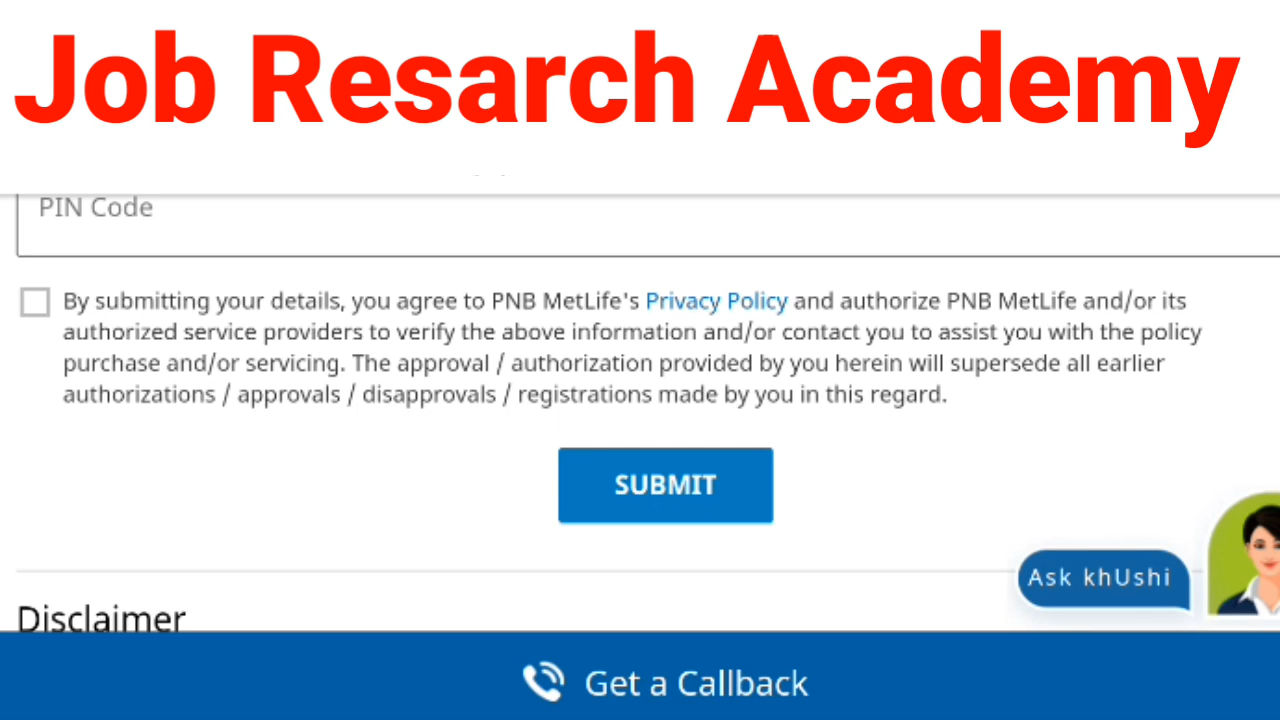 Job Resarch Academy
PIN Code
By submitting your details, you agree to PNB MetLife's Privacy Policy and authorize PNB MetLife and/or its
authorized service providers to verify the above information and/or contact you to assist you with the policy
purchase and/or servicing. The approval / authorization provided by you herein will supersede all earlier
authorizations / approvals / disapprovals / registrations made by you in this regard.
SUBMIT
Ask khUshi
Disclaimer
Get a Callback